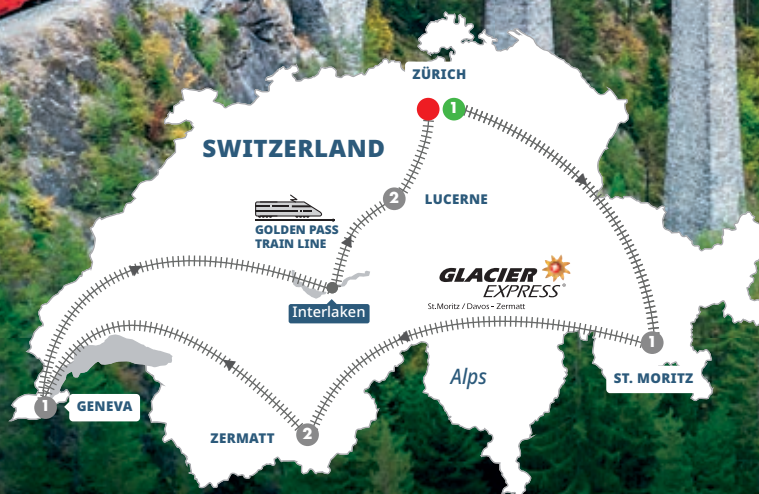 ZÜRICH
1
SWITZERLAND
2
LUCERNE
GOLDEN PASS
TRAIN LINE
GLACIER
EXPRESS®
St.Moritz / Davos – Zermatt
Interlaken
1
ST. MORITZ
Alps
1
GENEVA
2
ZERMATT